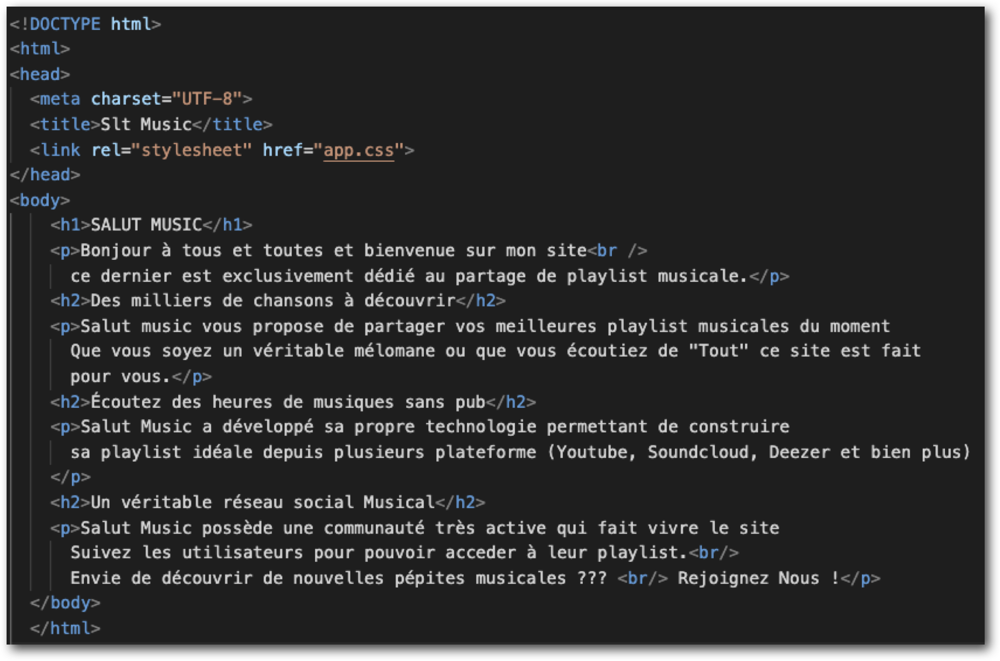 <!DOCTYPE html>
<html>
<head>
<meta charset="UTF-8">
<title>Slt Music</title>
<link rel="stylesheet" href="app.css">
</head>
<body>
<h1>SALUT MUSIC</h1>
<p>Bonjour à tous et toutes et bienvenue sur mon site<br />
ce dernier est exclusivement dédié au partage de playlist musicale.</p>
<h2>Des milliers de chansons à découvrir</h2>
<p>Salut music vous propose de partager vos meilleures playlist musicales du moment
Que vous soyez un véritable mélomane ou que vous écoutiez de "Tout" ce site est fait
pour vous.</p>
<h2>Écoutez des heures de musiques sans pub</h2>
<p>Salut Music a développé sa propre technologie permettant de construire
sa playlist idéale depuis plusieurs plateforme (Youtube, Soundcloud, Deezer et bien plus)
</p>
<h2>Un véritable réseau social Musical</h2>
<p>Salut Music possède une communauté très active qui fait vivre le site
Suivez les utilisateurs pour pouvoir acceder à leur playlist.<br/>
Envie de découvrir de nouvelles pépites musicales ??? <br/> Rejoignez Nous !</p>
</body>
</html>